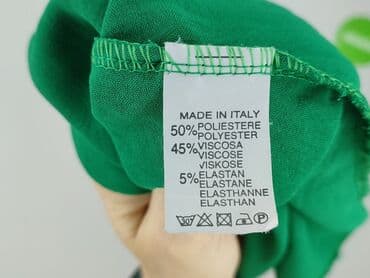 MADE IN ITALY
50% POLIESTERE
POLYESTER
45% VISCOSA
VISCOSE
VISKOSE
5% ELASTAN
ELASTANE
ELASTHANNE
ELASTHAN